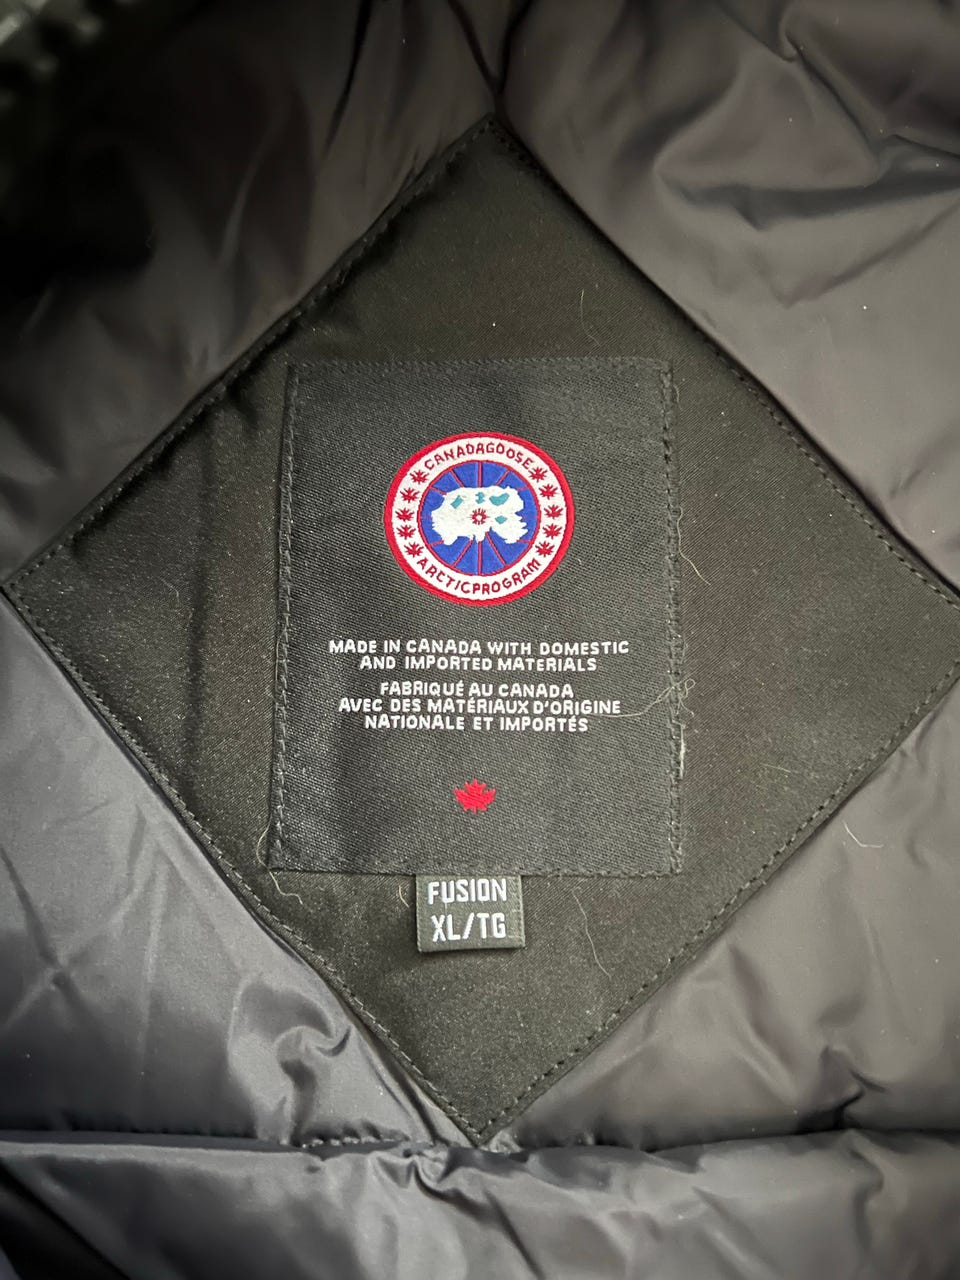 CANADA GOOSE
ARCTIC PROGRAM
MADE IN CANADA WITH DOMESTIC
AND IMPORTED MATERIALS
FABRIQUÉ AU CANADA
AVEC DES MATÉRIAUX D'ORIGINE
NATIONALE ET IMPORTÉS
FUSION
XL/TG